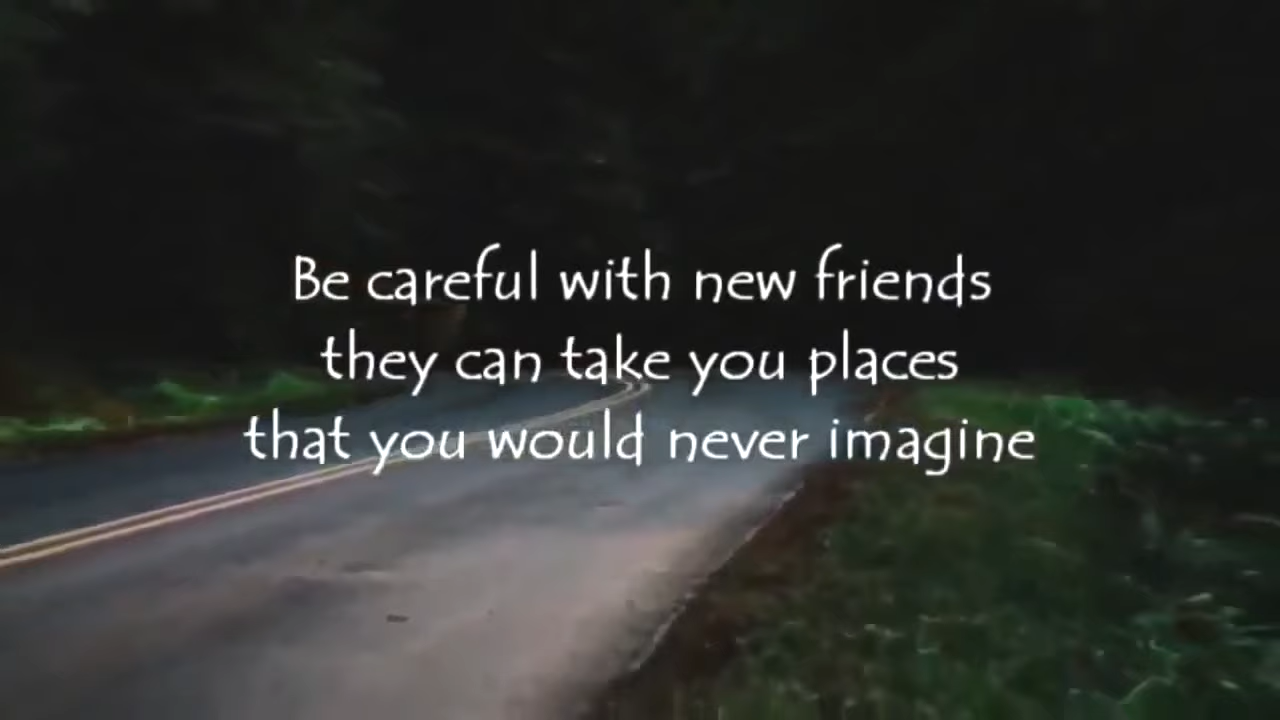 Be careful with new friends
they can take you places
that you would never imagine